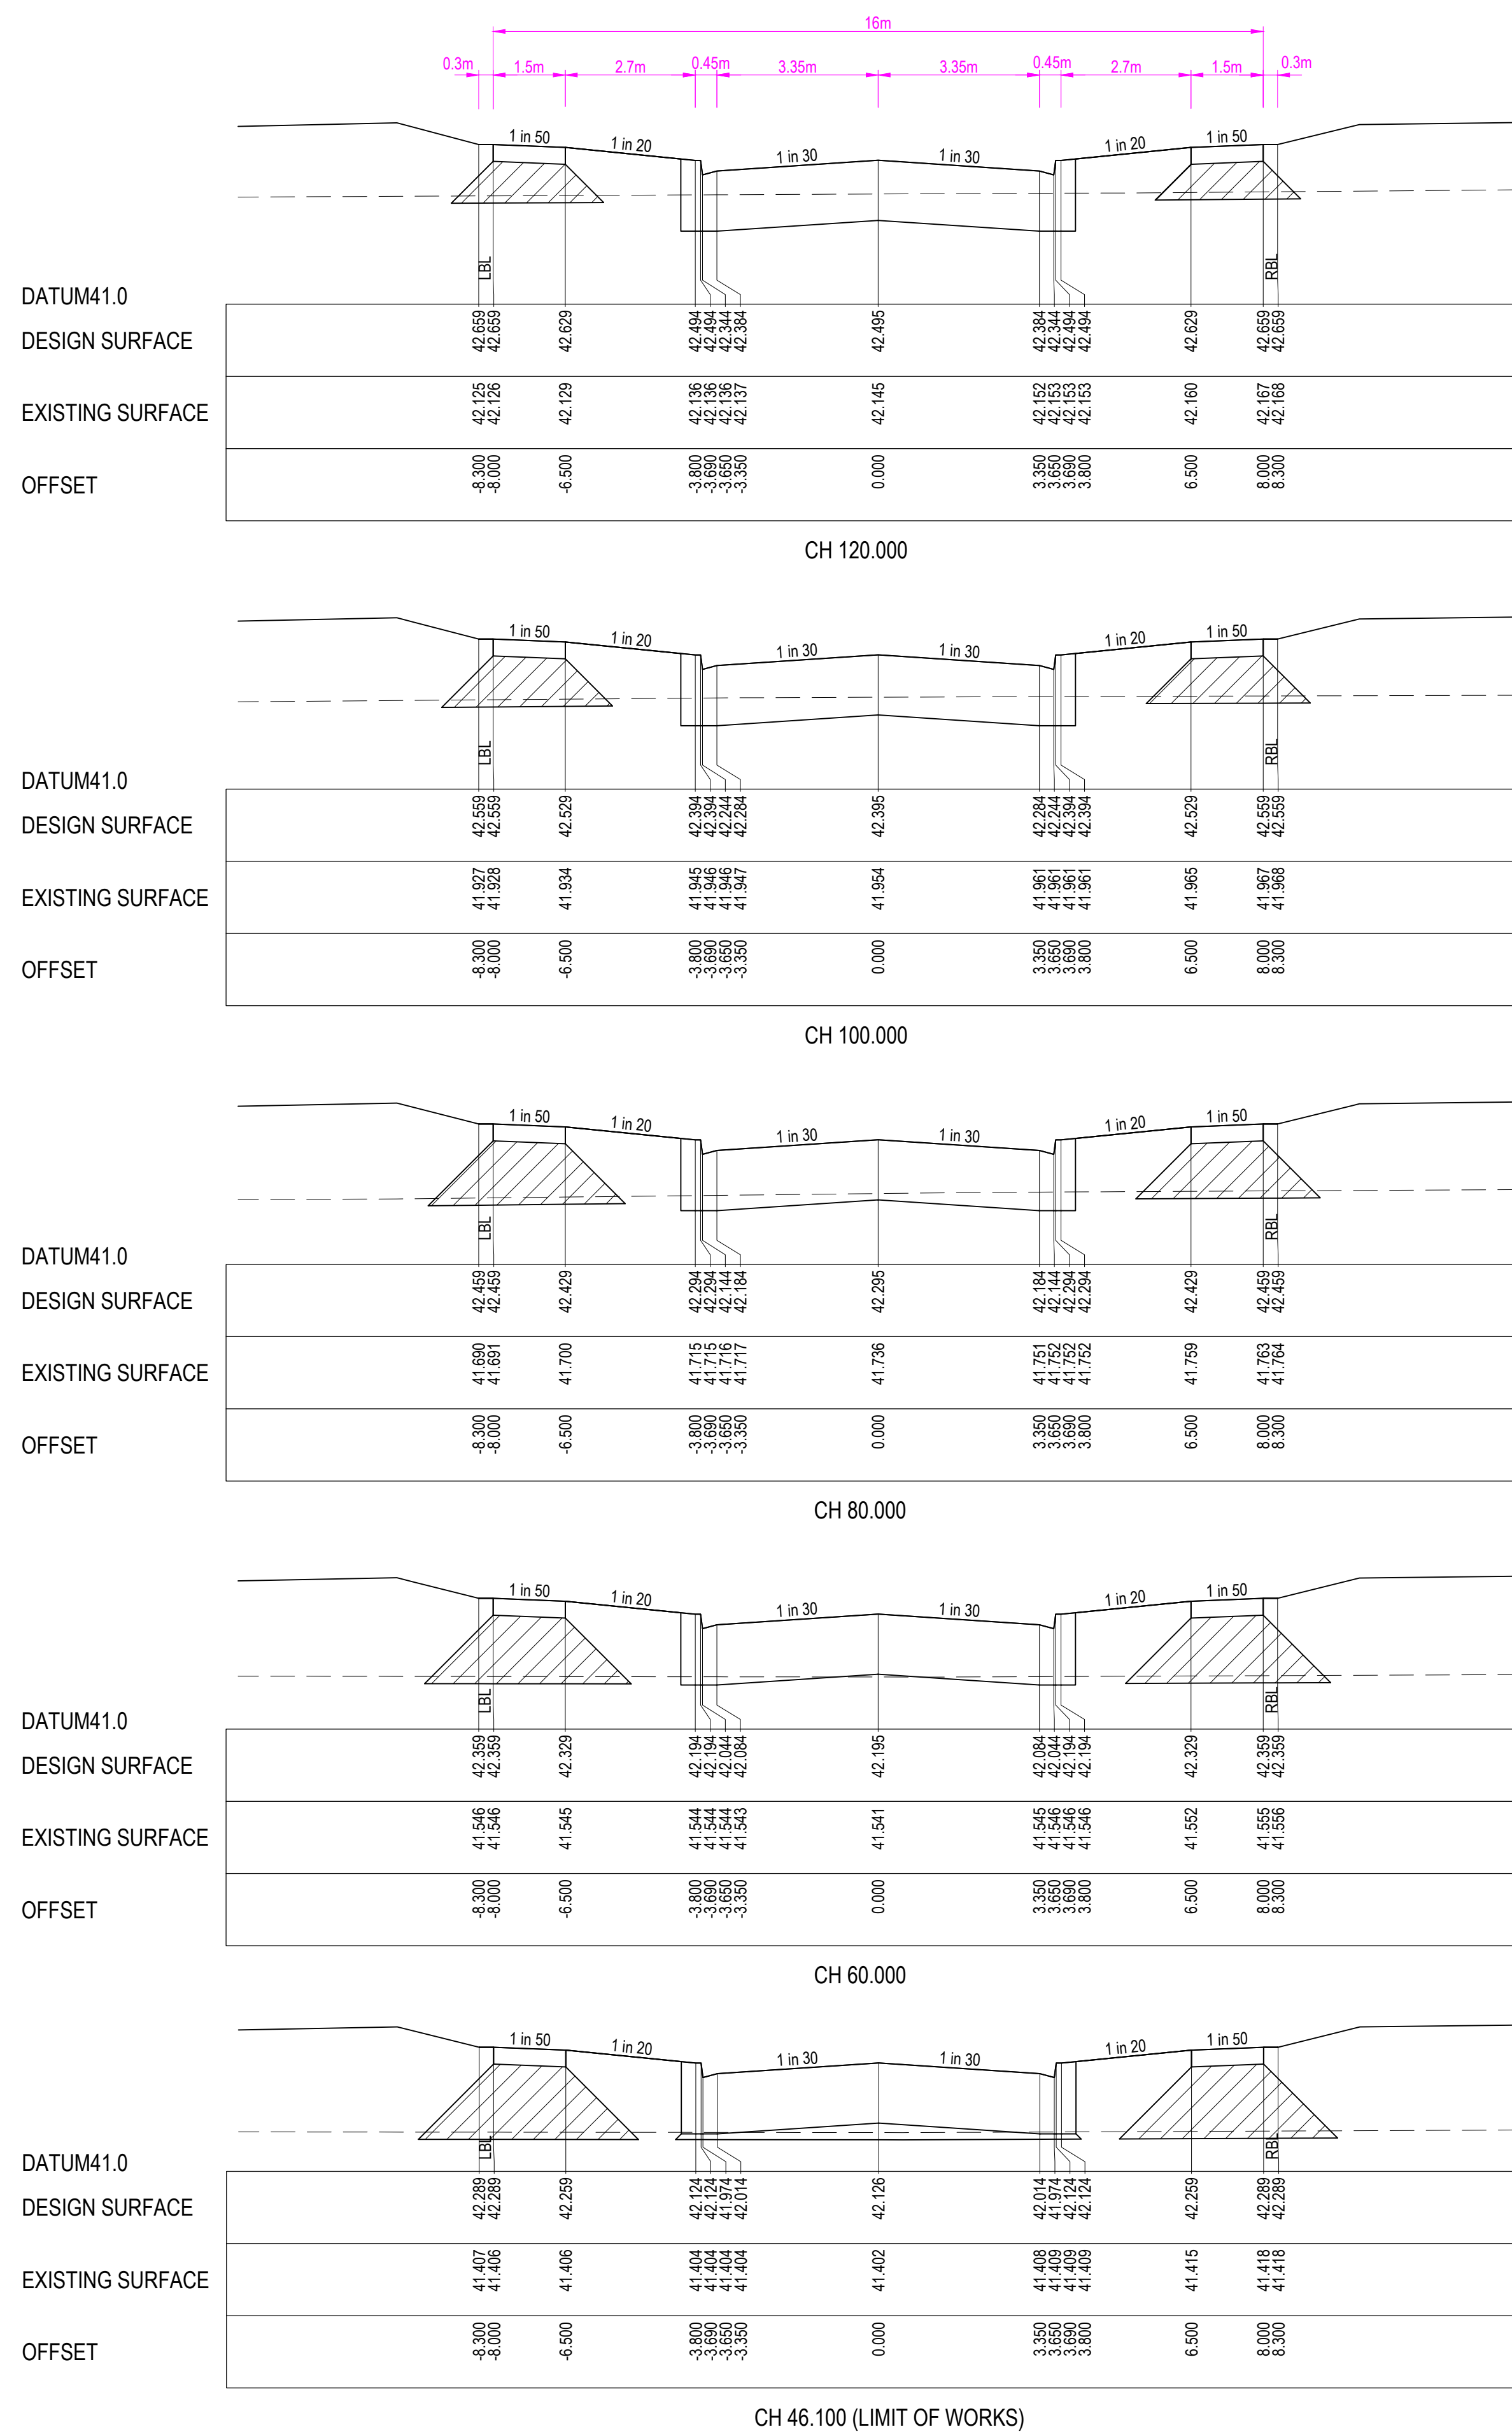 16m
0.3m 1.5m 2.7m 0.45m 3.35m 3.35m 0.45m 2.7m 1.5m 0.3m
1 in 50 1 in 20 1 in 30 1 in 30 1 in 20 1 in 50
LBL RBL
DATUM41.0
DESIGN SURFACE 42.659 42.659 42.629 42.494 42.494 42.344 42.384 42.495 42.384 42.344 42.494 42.494 42.629 42.659 42.659
EXISTING SURFACE 42.125 42.126 42.129 42.136 42.136 42.136 42.137 42.145 42.152 42.153 42.153 42.153 42.160 42.167 42.168
OFFSET -8.300 -8.000 -6.500 -3.800 -3.690 -3.650 -3.350 0.000 3.350 3.650 3.690 3.800 6.500 8.000 8.300
CH 120.000
1 in 50 1 in 20 1 in 30 1 in 30 1 in 20 1 in 50
LBL RBL
DATUM41.0
DESIGN SURFACE 42.559 42.559 42.529 42.394 42.394 42.244 42.284 42.395 42.284 42.244 42.394 42.394 42.529 42.559 42.559
EXISTING SURFACE 41.927 41.928 41.934 41.945 41.946 41.946 41.947 41.954 41.961 41.961 41.961 41.961 41.965 41.967 41.968
OFFSET -8.300 -8.000 -6.500 -3.800 -3.690 -3.650 -3.350 0.000 3.350 3.650 3.690 3.800 6.500 8.000 8.300
CH 100.000
1 in 50 1 in 20 1 in 30 1 in 30 1 in 20 1 in 50
LBL RBL
DATUM41.0
DESIGN SURFACE 42.459 42.459 42.429 42.294 42.294 42.144 42.184 42.295 42.184 42.144 42.294 42.294 42.429 42.459 42.459
EXISTING SURFACE 41.690 41.691 41.700 41.715 41.715 41.716 41.717 41.736 41.751 41.752 41.752 41.752 41.759 41.763 41.764
OFFSET -8.300 -8.000 -6.500 -3.800 -3.690 -3.650 -3.350 0.000 3.350 3.650 3.690 3.800 6.500 8.000 8.300
CH 80.000
1 in 50 1 in 20 1 in 30 1 in 30 1 in 20 1 in 50
LBL RBL
DATUM41.0
DESIGN SURFACE 42.359 42.359 42.329 42.194 42.194 42.044 42.084 42.195 42.084 42.044 42.194 42.194 42.329 42.359 42.359
EXISTING SURFACE 41.546 41.546 41.545 41.544 41.544 41.544 41.543 41.541 41.545 41.546 41.546 41.546 41.552 41.555 41.556
OFFSET -8.300 -8.000 -6.500 -3.800 -3.690 -3.650 -3.350 0.000 3.350 3.650 3.690 3.800 6.500 8.000 8.300
CH 60.000
1 in 50 1 in 20 1 in 30 1 in 30 1 in 20 1 in 50
LBL RBL
DATUM41.0
DESIGN SURFACE 42.289 42.289 42.259 42.124 42.124 41.974 42.014 42.126 42.014 41.974 42.124 42.124 42.259 42.289 42.289
EXISTING SURFACE 41.407 41.406 41.406 41.404 41.404 41.404 41.404 41.402 41.408 41.409 41.409 41.409 41.415 41.418 41.418
OFFSET -8.300 -8.000 -6.500 -3.800 -3.690 -3.650 -3.350 0.000 3.350 3.650 3.690 3.800 6.500 8.000 8.300
CH 46.100 (LIMIT OF WORKS)